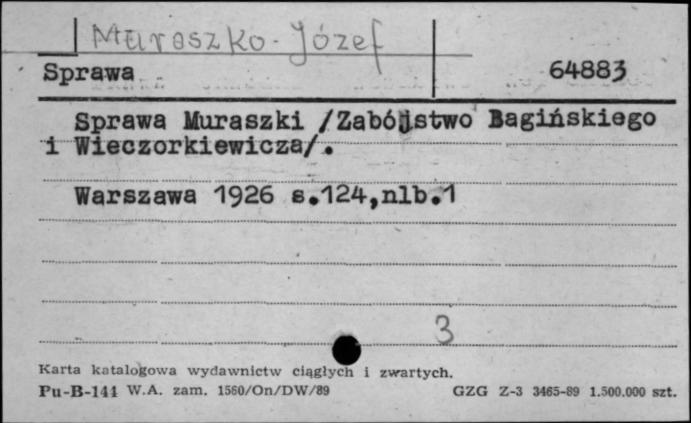 Muraszko-Józef
Sprawa 64883
Sprawa Muraszki /Zabójstwo Bagińskiego
i Wieczorkiewicza/.
Warszawa 1926 s.124,nlb.1
3
Karta katalogowa wydawnictw ciągłych i zwartych.
Pu-B-144 W.A. zam. 1560/On/DW/89 GZG Z-3 3465-89 1.500.000 szt.